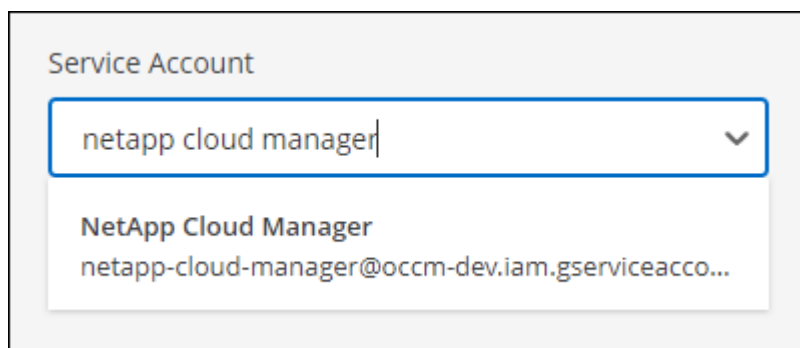 Service Account
netapp cloud manager
NetApp Cloud Manager
netapp-cloud-manager@occm-dev.iam.gserviceacco...